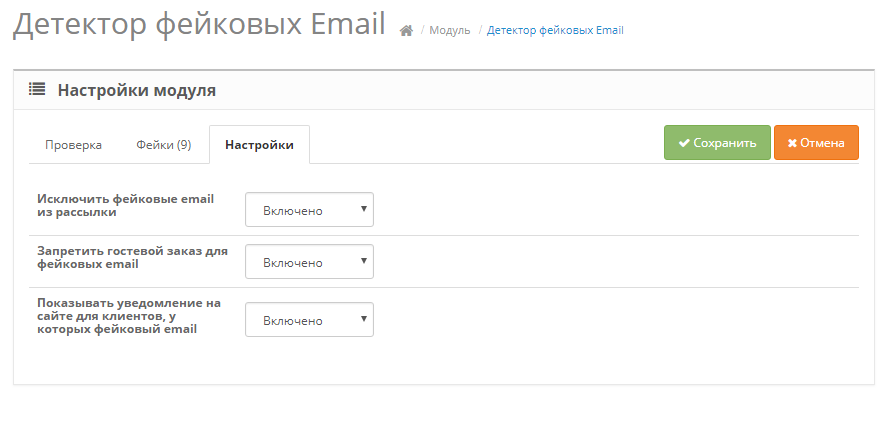 Детектор фейковых Email / Модуль / Детектор фейковых Email
Настройки модуля
Проверка Фейки (9) Настройки Сохранить Отмена
Исключить фейковые email
из рассылки
Включено
Запретить гостевой заказ для
фейковых email
Включено
Показывать уведомление на
сайте для клиентов, у
которых фейковый email
Включено